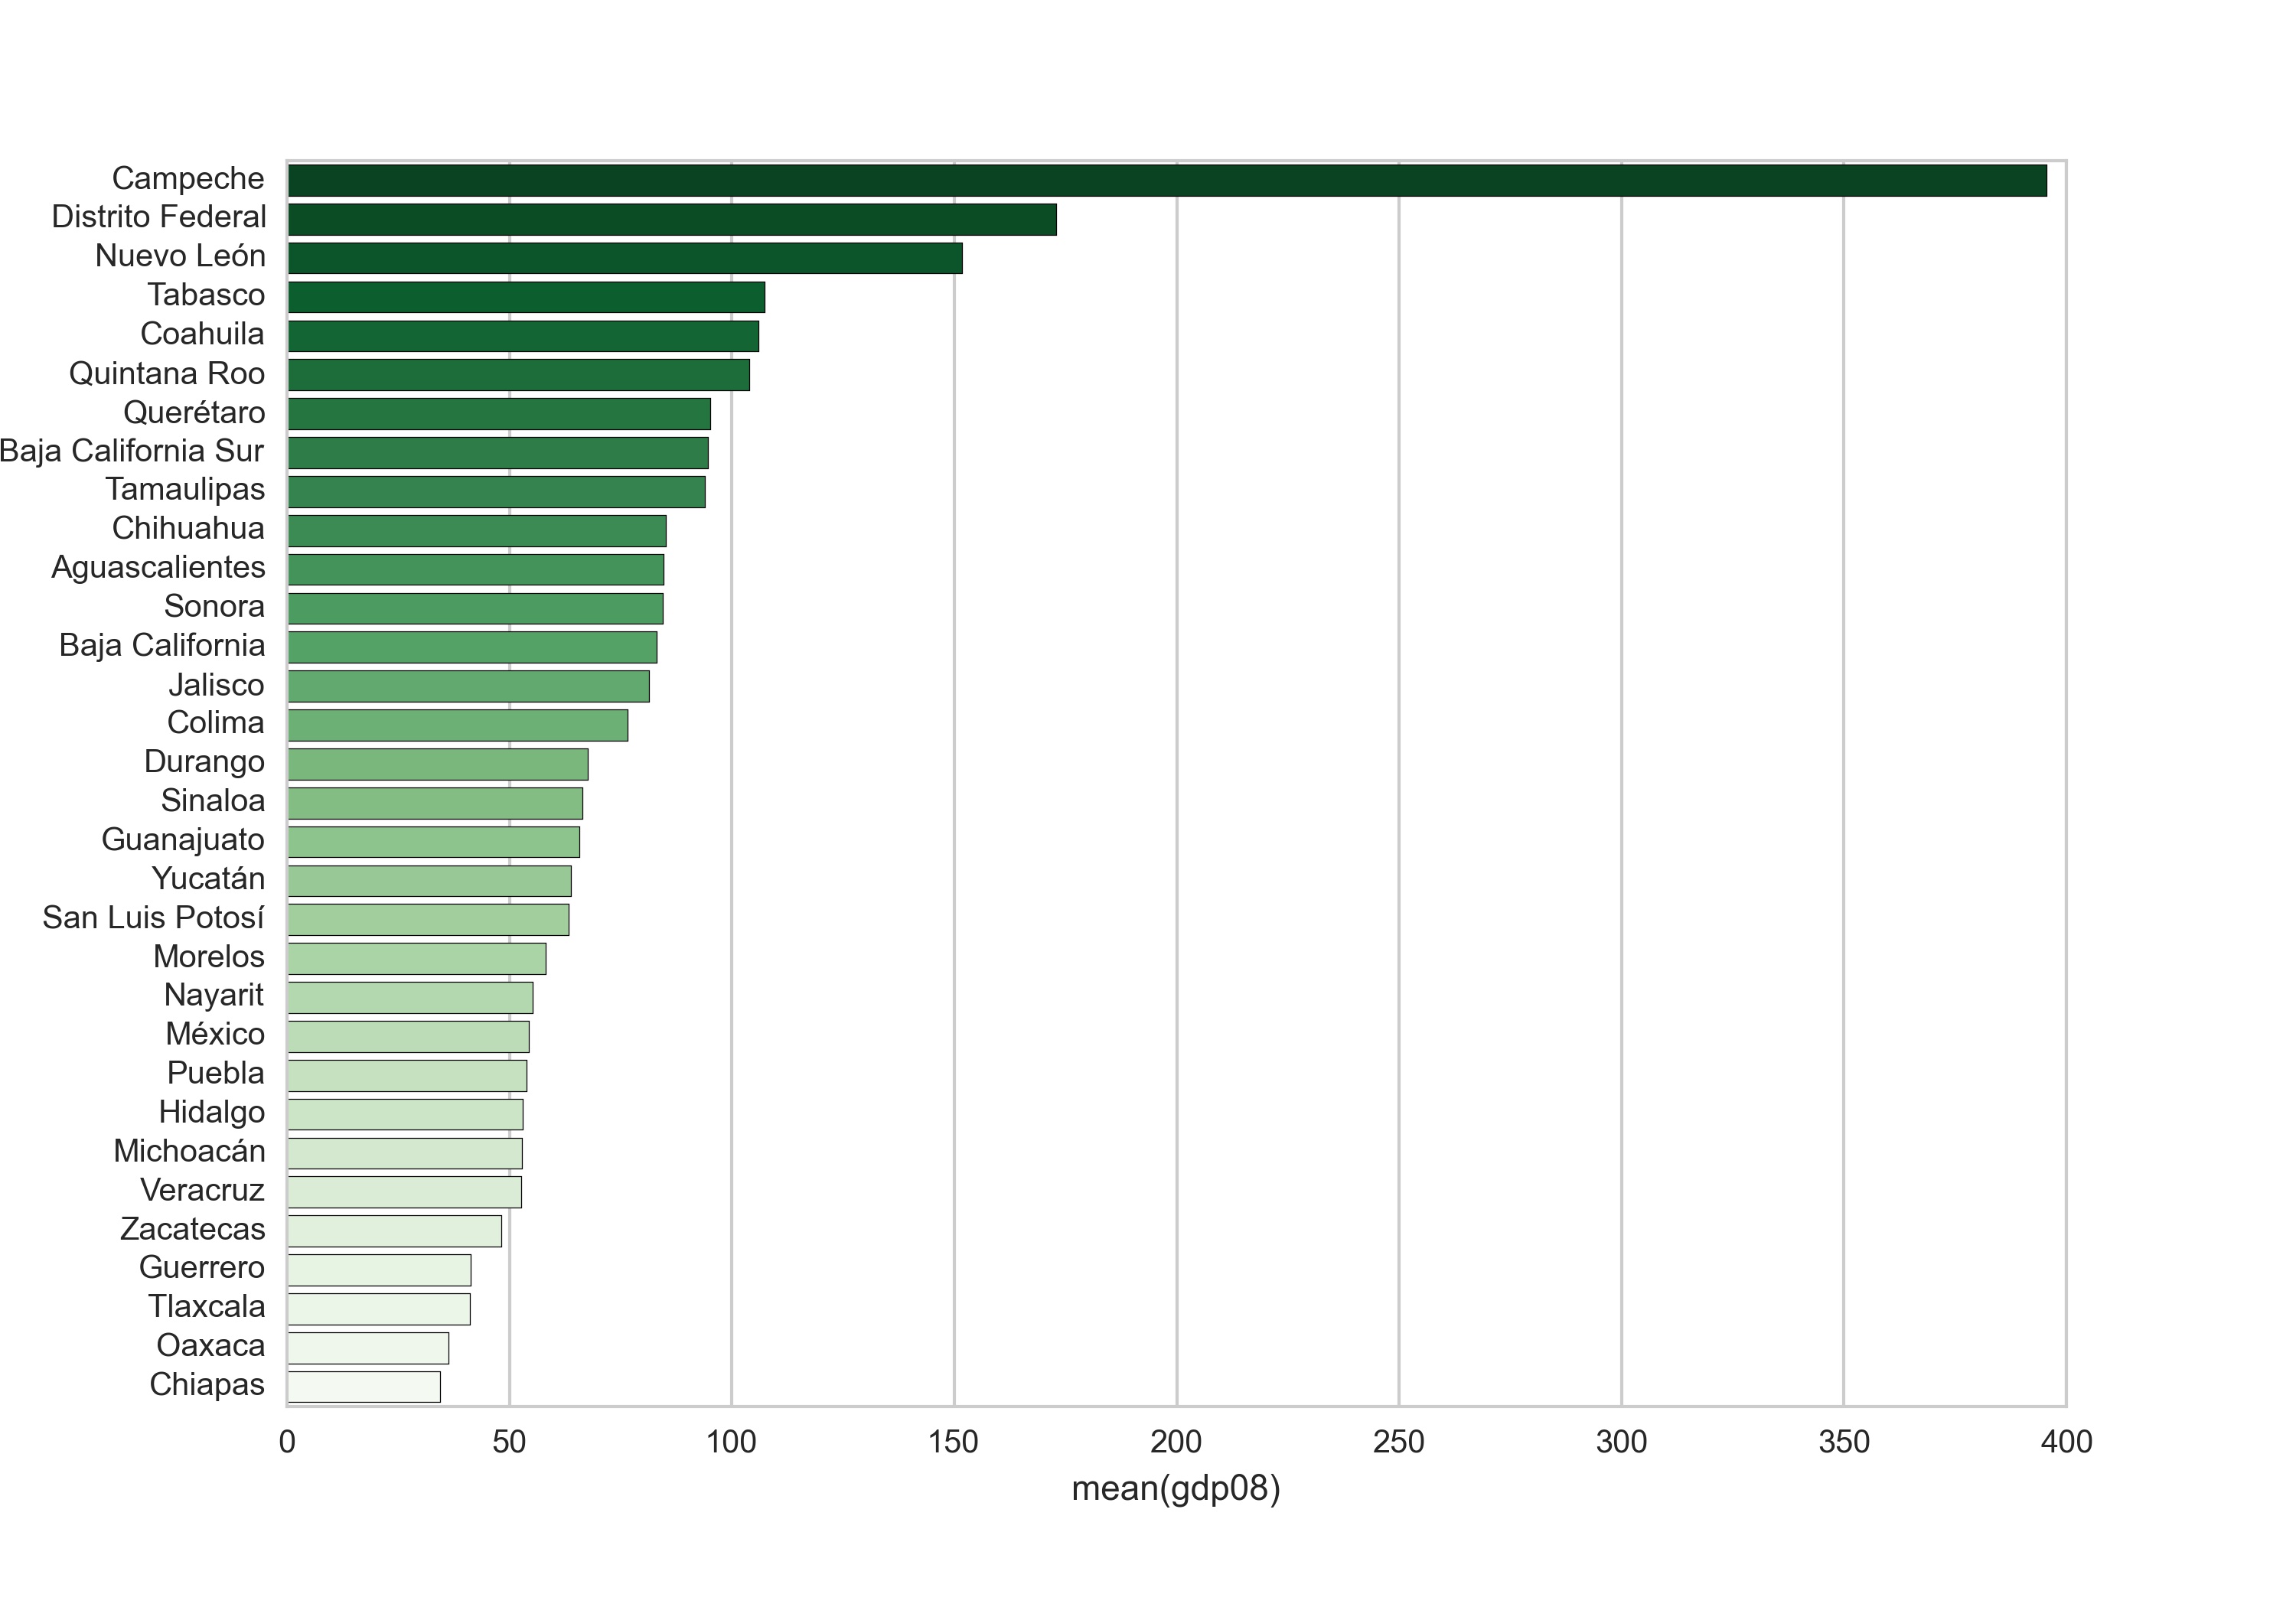 Campeche
Distrito Federal
Nuevo León
Tabasco
Coahuila
Quintana Roo
Querétaro
Baja California Sur
Tamaulipas
Chihuahua
Aguascalientes
Sonora
Baja California
Jalisco
Colima
Durango
Sinaloa
Guanajuato
Yucatán
San Luis Potosí
Morelos
Nayarit
México
Puebla
Hidalgo
Michoacán
Veracruz
Zacatecas
Guerrero
Tlaxcala
Oaxaca
Chiapas
0 50 100 150 200 250 300 350 400
mean(gdp08)